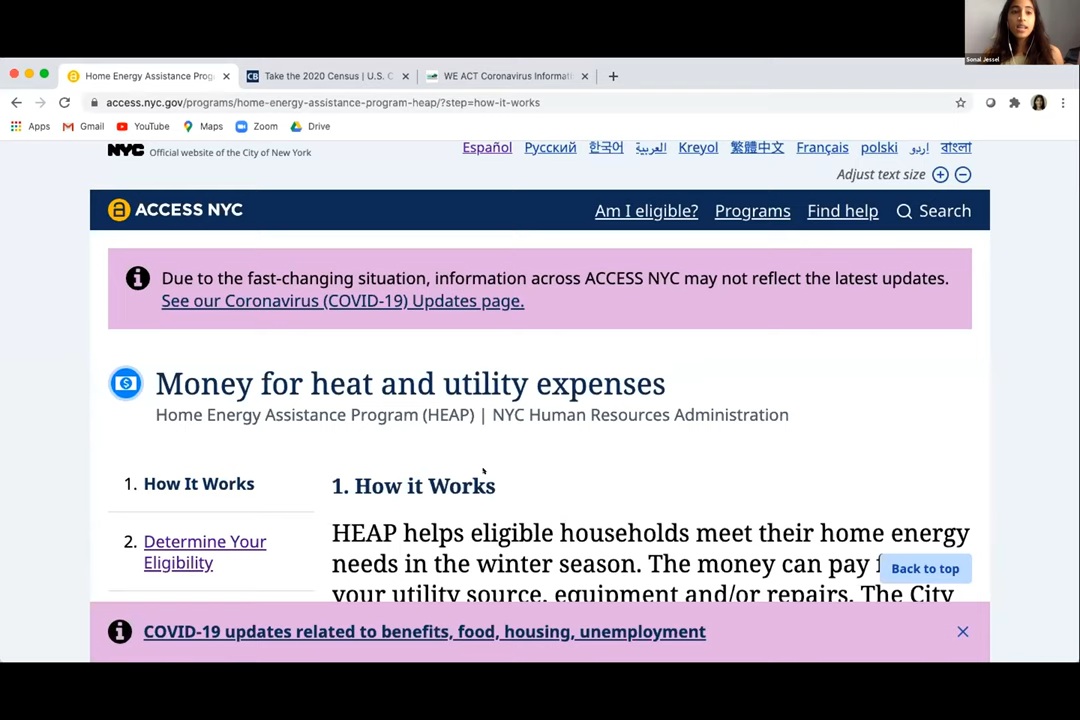 Sonal Jessel
Home Energy Assistance Prog
Take the 2020 Census | U.S. C
WE ACT Coronavirus Informati
access.nyc.gov/programs/home-energy-assistance-program-heap/?step=how-it-works
Apps Gmail YouTube Maps Zoom Drive
NYC Official website of the City of New York
Español Русский 한국어 العربية Kreyol 繁體中文 Français polski اردو বাংলা
Adjust text size
ACCESS NYC
Am I eligible? Programs Find help Search
Due to the fast-changing situation, information across ACCESS NYC may not reflect the latest updates.
See our Coronavirus (COVID-19) Updates page.
Money for heat and utility expenses
Home Energy Assistance Program (HEAP) | NYC Human Resources Administration
1. How It Works
2. Determine Your
Eligibility
1. How it Works
HEAP helps eligible households meet their home energy
needs in the winter season. The money can pay f
your utility source, equipment and/or repairs. The City
Back to top
COVID-19 updates related to benefits, food, housing, unemployment